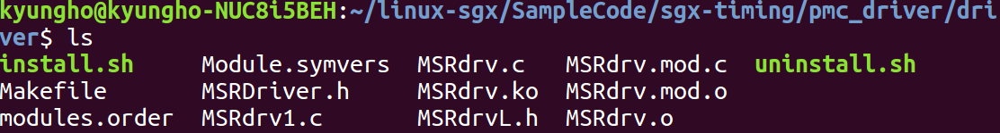 kyungho@kyungho-NUC8i5BEH:~/linux-sgx/SampleCode/sgx-timing/pmc_driver/dri
ver$ ls
install.sh Module.symvers MSRdrv.c MSRdrv.mod.c uninstall.sh
Makefile MSRDriver.h MSRdrv.ko MSRdrv.mod.o
modules.order MSRdrv1.c MSRdrvL.h MSRdrv.o